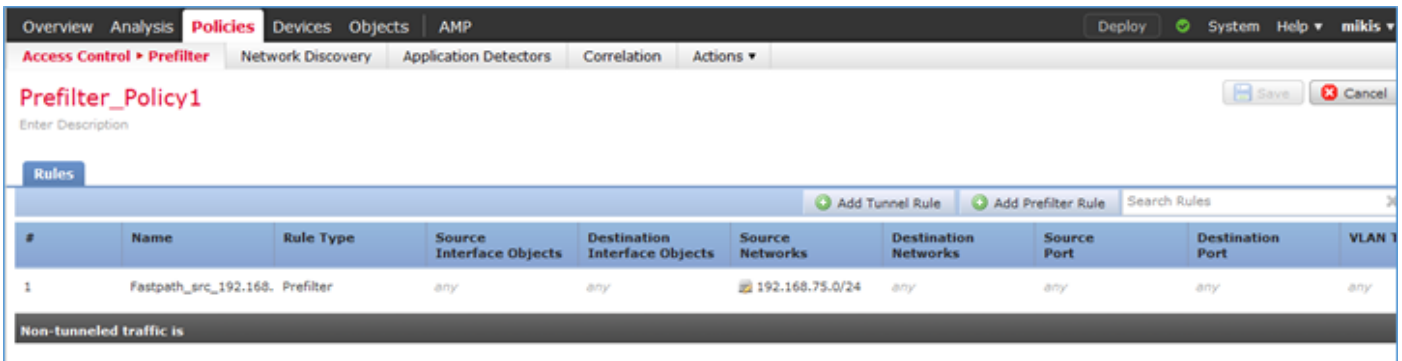 Overview Analysis Policies Devices Objects AMP Deploy System Help ▾ mikis ▾
Access Control ▸ Prefilter Network Discovery Application Detectors Correlation Actions ▾
Prefilter_Policy1 Save Cancel
Enter Description
Rules
Add Tunnel Rule Add Prefilter Rule Search Rules
# Name Rule Type Source Interface Objects Destination Interface Objects Source Networks Destination Networks Source Port Destination Port VLAN T
1 Fastpath_src_192.168. Prefilter any any 192.168.75.0/24 any any any any
Non-tunneled traffic is